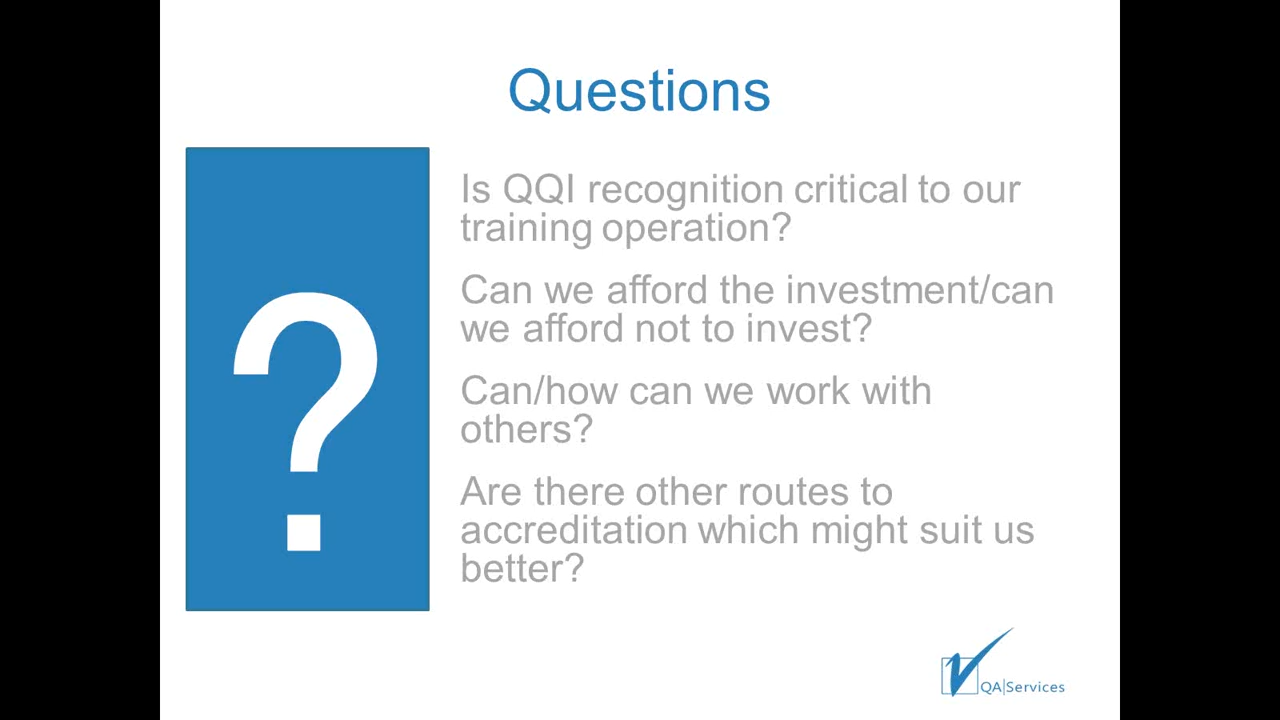 Questions
?
Is QQI recognition critical to our
training operation?
Can we afford the investment/can
we afford not to invest?
Can/how can we work with
others?
Are there other routes to
accreditation which might suit us
better?
QA|Services